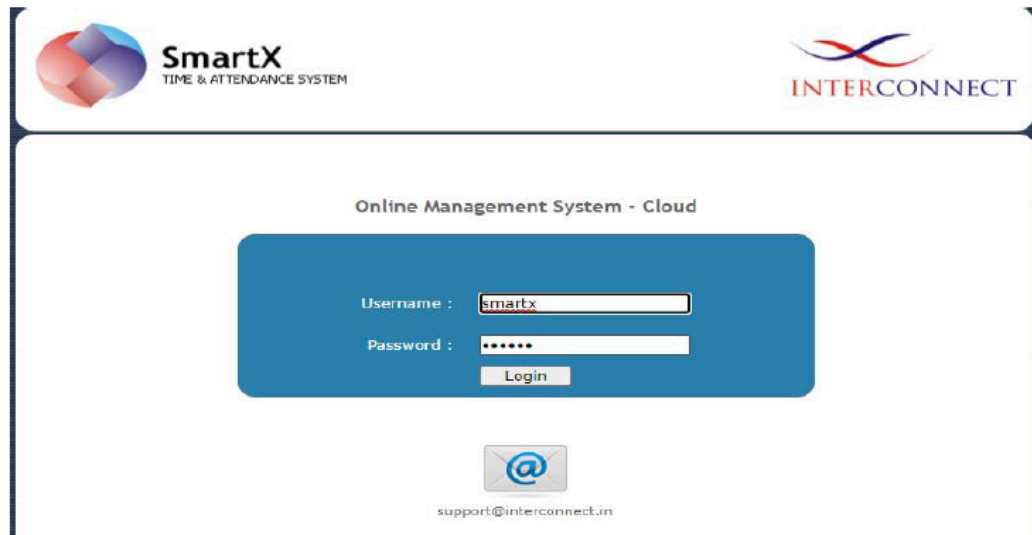 SmartX
TIME & ATTENDANCE SYSTEM
INTERCONNECT
Online Management System - Cloud
Username : smartx
Password : ••••••
Login
@
support@interconnect.in